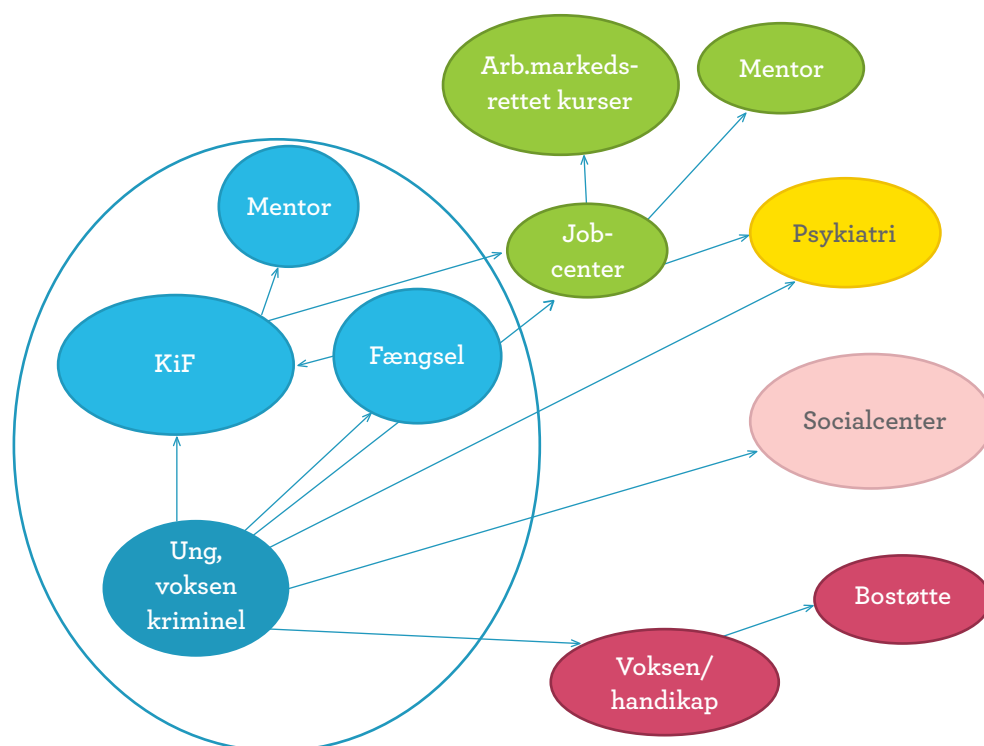 Arb.markeds-
rettet kurser
Mentor
Mentor
Job-
center
Psykiatri
KiF
Fængsel
Socialcenter
Ung,
voksen
kriminel
Bostøtte
Voksen/
handikap